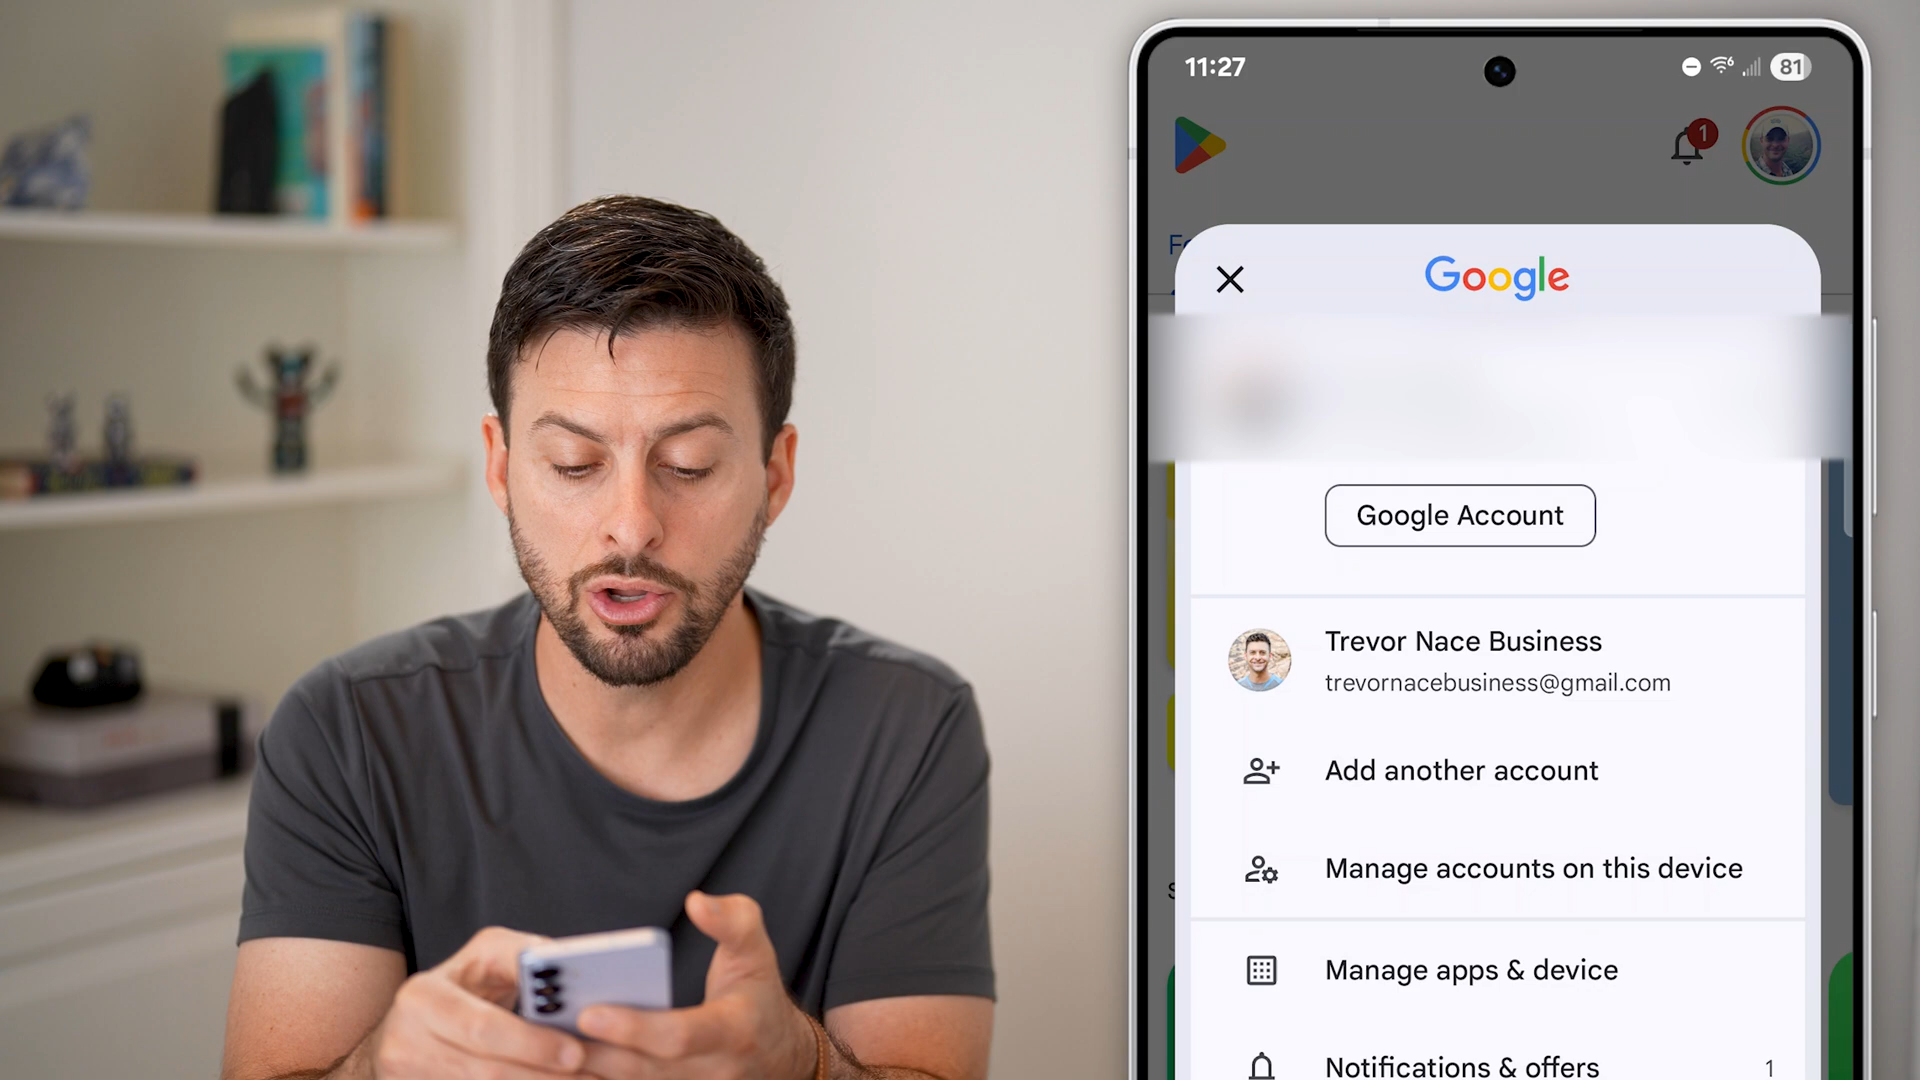 11:27
81
1
Google
Google Account
Trevor Nace Business
trevornacebusiness@gmail.com
Add another account
Manage accounts on this device
Manage apps & device
Notifications & offers 1